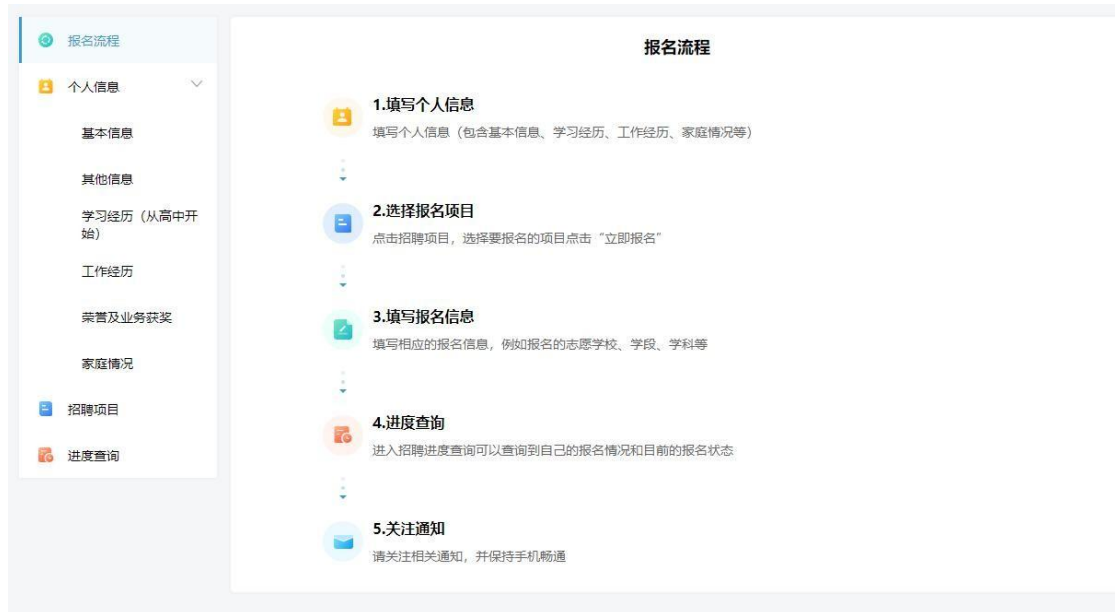 报名流程
个人信息
基本信息
其他信息
学习经历（从高中开
始）
工作经历
荣誉及业务获奖
家庭情况
招聘项目
进度查询
报名流程
1.填写个人信息
填写个人信息（包含基本信息、学习经历、工作经历、家庭情况等）
2.选择报名项目
点击招聘项目，选择要报名的项目点击“立即报名”
3.填写报名信息
填写相应的报名信息，例如报名的志愿学校、学段、学科等
4.进度查询
进入招聘进度查询可以查询到自己的报名情况和目前的报名状态
5.关注通知
请关注相关通知，并保持手机畅通